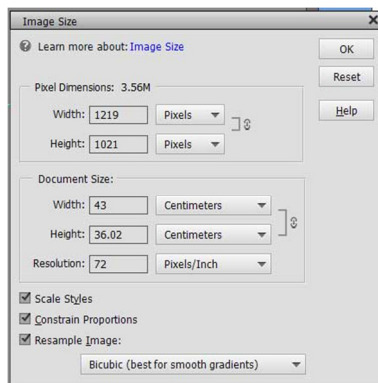 Image Size
Learn more about: Image Size
OK
Reset
Help
Pixel Dimensions: 3.56M
Width: 1219 Pixels
Height: 1021 Pixels
Document Size:
Width: 43 Centimeters
Height: 36.02 Centimeters
Resolution: 72 Pixels/Inch
Scale Styles
Constrain Proportions
Resample Image:
Bicubic (best for smooth gradients)